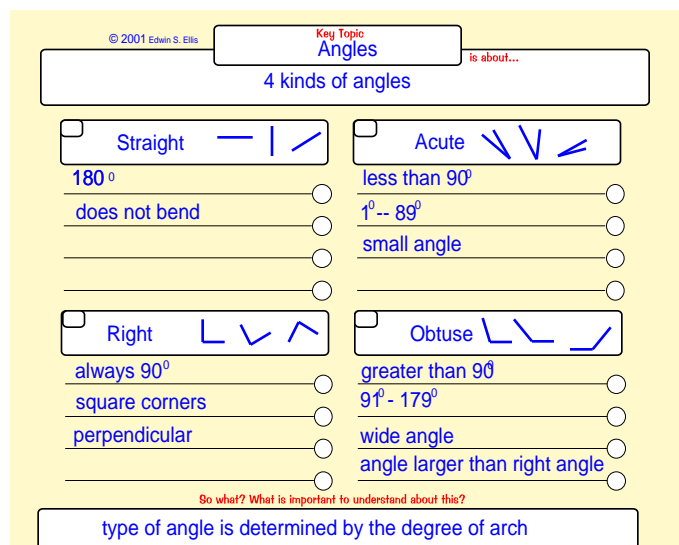 © 2001 Edwin S. Ellis
Key Topic
Angles
is about...
4 kinds of angles
Straight
180 0
does not bend
Acute
less than 90⁰
1⁰-- 89⁰
small angle
Right
always 90⁰
square corners
perpendicular
Obtuse
greater than 90⁰
91⁰ - 179⁰
wide angle
angle larger than right angle
So what? What is important to understand about this?
type of angle is determined by the degree of arch